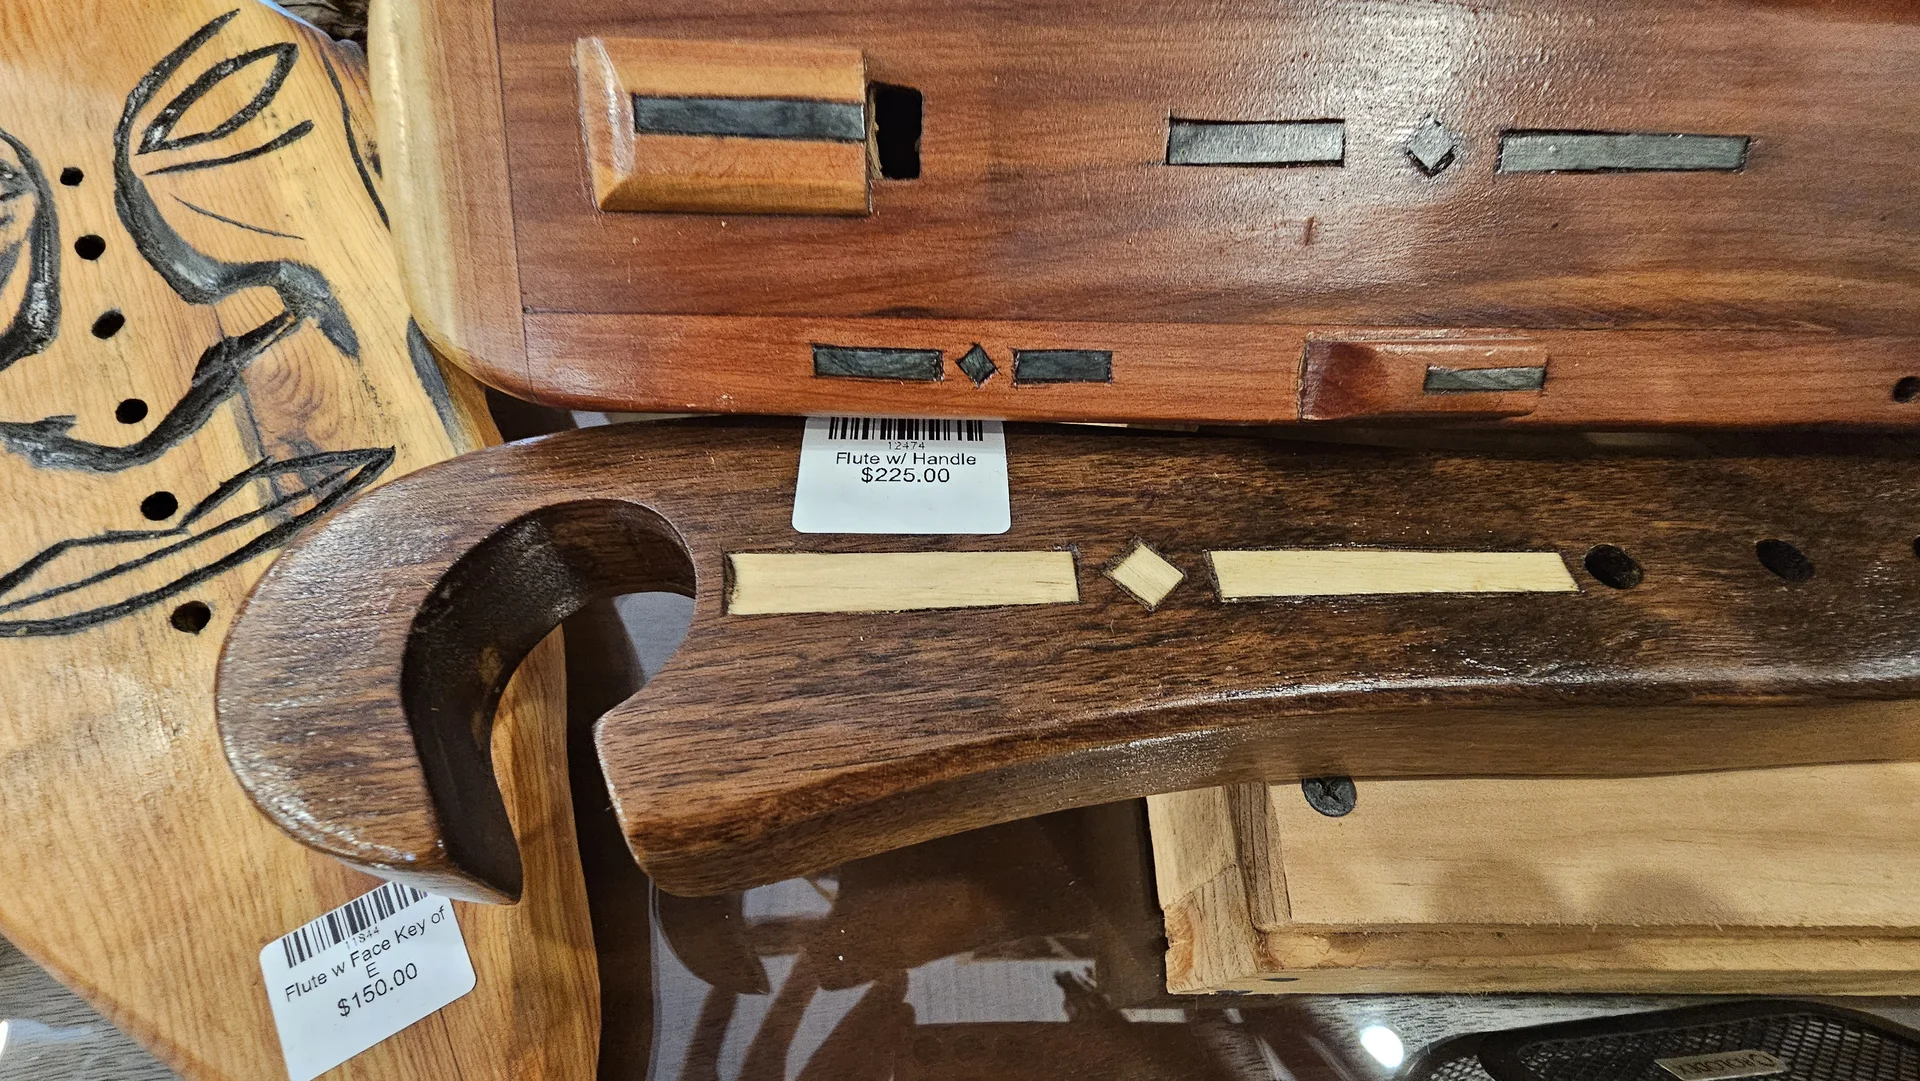 12474
Flute w/ Handle
$225.00
11844
Flute w Face Key of
E
$150.00